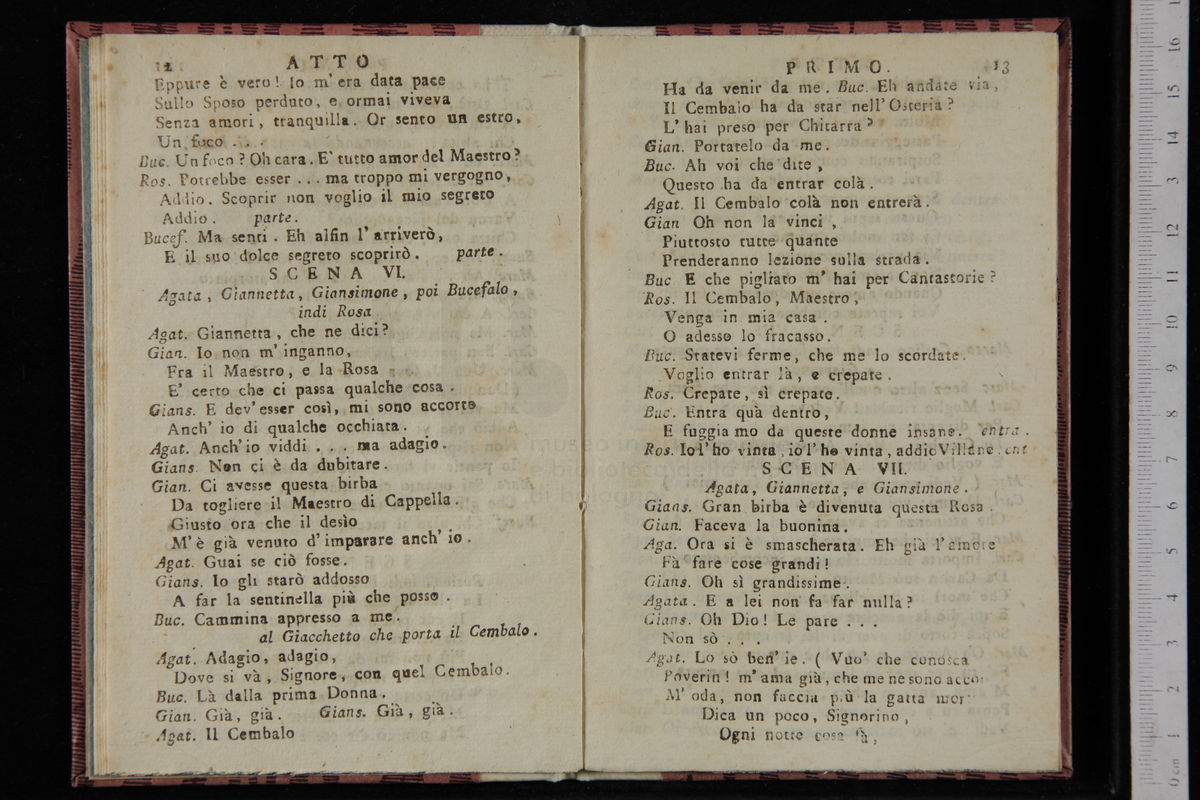 12 ATTO
Eppure è vero! Io m' era data pace
Sullo Sposo perduto, e ormai viveva
Senza amori, tranquilla. Or sento un estro,
Un foco . . .
Buc. Un foco? Oh cara. E' tutto amor del Maestro?
Ros. Potrebbe esser . . . ma troppo mi vergogno,
Addio. Scoprir non voglio il mio segreto
Addio. parte.
Bucef. Ma senti. Eh alfin l' arriverò,
E il suo dolce segreto scoprirò. parte.
SCENA VI.
Agata, Giannetta, Giansimone, poi Bucefalo,
indi Rosa
Agat. Giannetta, che ne dici?
Gian. Io non m' inganno,
Fra il Maestro, e la Rosa
E' certo che ci passa qualche cosa.
Gians. E dev' esser così, mi sono accorto
Anch' io di qualche occhiata.
Agat. Anch' io viddi . . . ma adagio.
Gians. Non ci è da dubitare.
Gian. Ci avesse questa birba
Da togliere il Maestro di Cappella.
Giusto ora che il desìo
M' è già venuto d' imparare anch' io.
Agat. Guai se ciò fosse.
Gians. Io gli starò addosso
A far la sentinella più che posso.
Buc. Cammina appresso a me.
al Giacchetto che porta il Cembalo.
Agat. Adagio, adagio,
Dove si và, Signore, con quel Cembalo.
Buc. Là dalla prima Donna.
Gian. Già, già. Gians. Già, già.
Agat. Il Cembalo
PRIMO. 13
Ha da venir da me. Buc. Eh andate via,
Il Cembalo ha da star nell' Osteria?
L' hai preso per Chitarra?
Gian. Portatelo da me.
Buc. Ah voi che dite,
Questo ha da entrar colà.
Agat. Il Cembalo colà non entrerà.
Gian Oh non la vinci,
Piuttosto tutte quante
Prenderanno lezione sulla strada.
Buc E che pigliato m' hai per Cantastorie?
Ros. Il Cembalo, Maestro,
Venga in mia casa.
O adesso lo fracasso.
Buc. Statevi ferme, che me lo scordate.
Voglio entrar là, e crepate.
Ros. Crepate, sì crepate.
Buc. Entra quà dentro,
E fuggiamo da queste donne insane. entra.
Ros. Io l' ho vinta, io l' ho vinta, addio Villane. ent
SCENA VII.
Agata, Giannetta, e Giansimone.
Gians. Gran birba è divenuta questa Rosa.
Gian. Faceva la buonina.
Aga. Ora si è smascherata. Eh già l' amore
Fà fare cose grandi!
Gians. Oh sì grandissime.
Agata. E a lei non fa far nulla?
Gians. Oh Dio! Le pare . . .
Non sò . . .
Agat. Lo sò ben' ie. ( Vuo' che conosca
Poverin! m' ama già, che me ne sono accor
M' oda, non faccia più la gatta mor
Dica un poco, Signorino,
Ogni notte cosa fà,